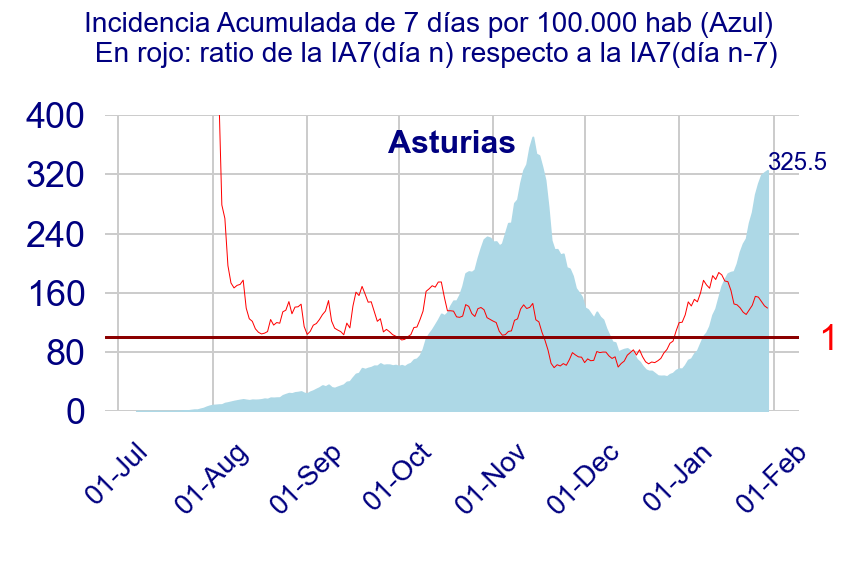 Incidencia Acumulada de 7 días por 100.000 hab (Azul)
En rojo: ratio de la IA7(día n) respecto a la IA7(día n-7)
400
Asturias
325.5
320
240
160
1
80
0
01-Jul
01-Aug
01-Sep
01-Oct
01-Nov
01-Dec
01-Jan
01-Feb